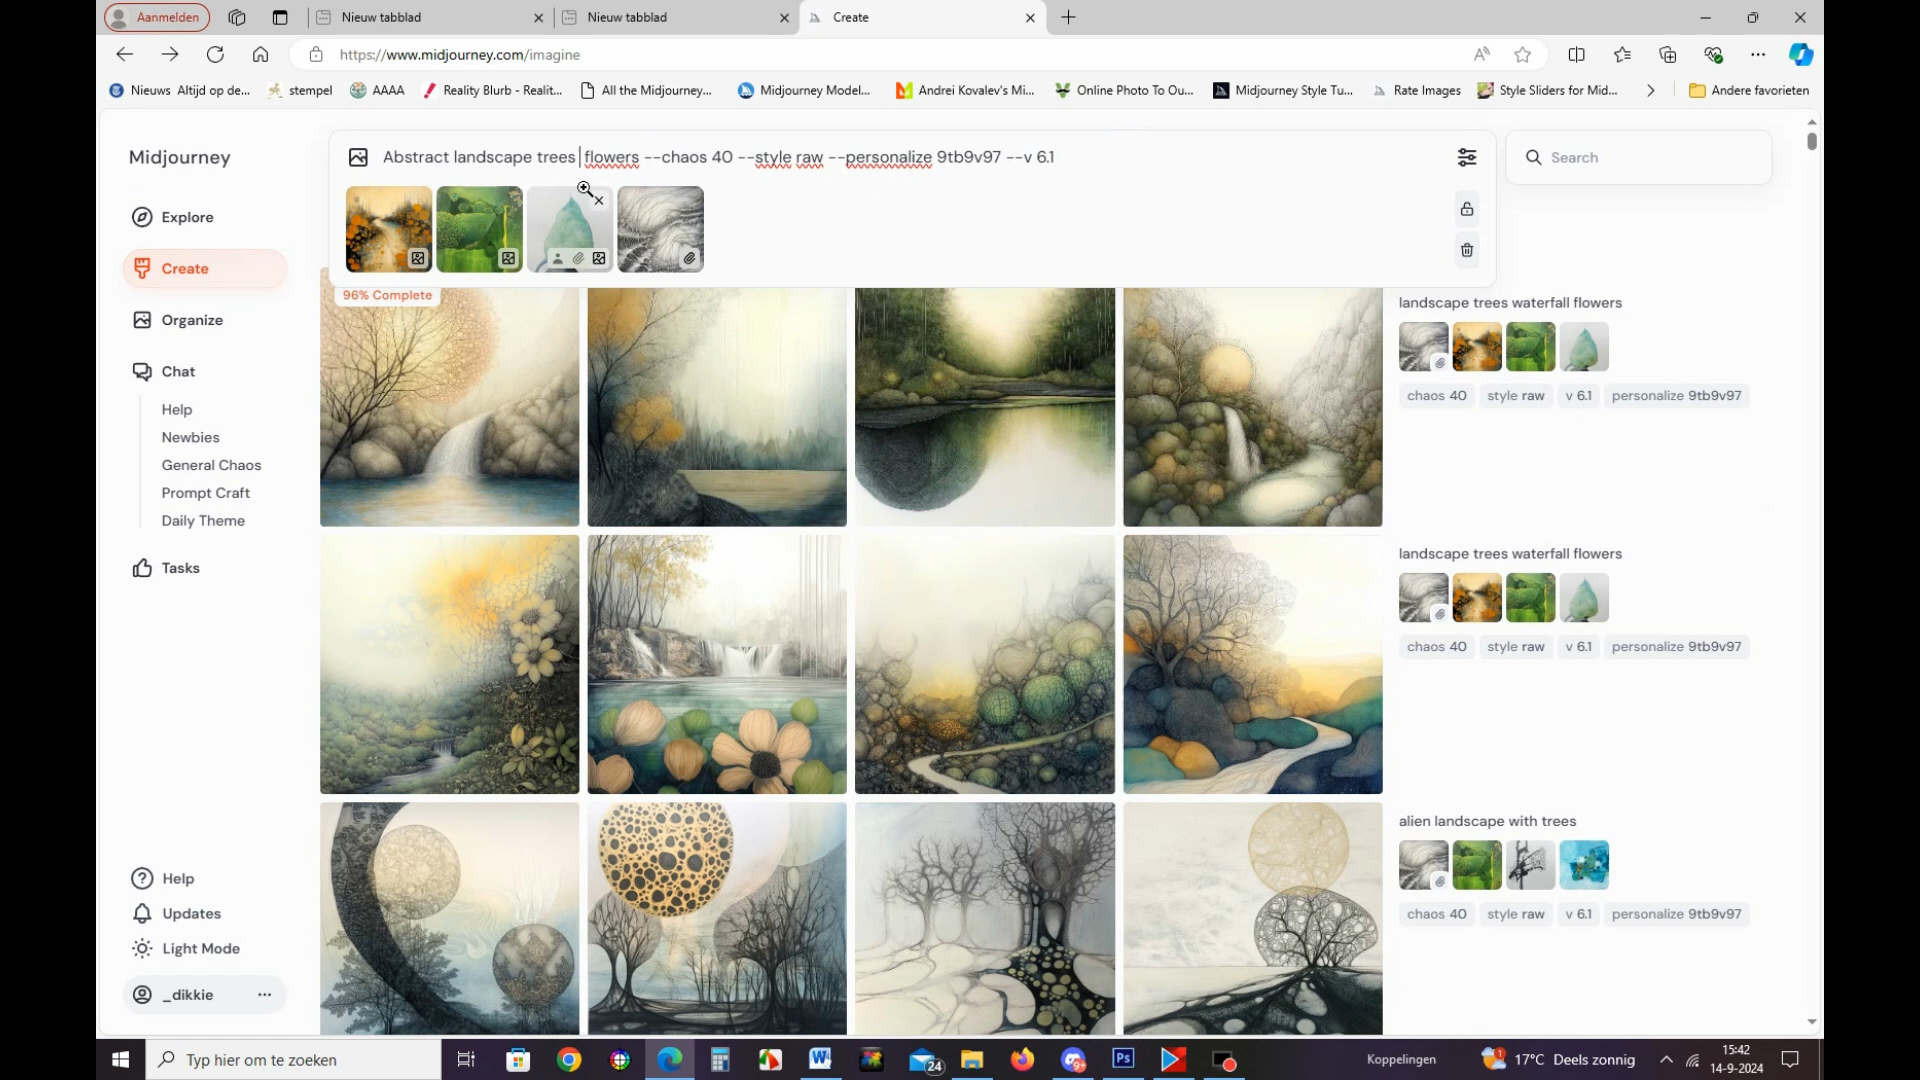 Aanmelden
Nieuw tabblad
Nieuw tabblad
Create
https://www.midjourney.com/imagine
Nieuws Altijd op de...
stempel
AAAA
Reality Blurb - Realit...
All the Midjourney...
Midjourney Model...
Andrei Kovalev's Mi...
Online Photo To Ou...
Midjourney Style Tu...
Rate Images
Style Sliders for Mid...
Andere favorieten
Midjourney
Abstract landscape trees flowers --chaos 40 --style raw --personalize 9tb9v97 --v 6.1
Search
Explore
Create
Organize
Chat
Help
Newbies
General Chaos
Prompt Craft
Daily Theme
Tasks
Help
Updates
Light Mode
_dikkie
96% Complete
landscape trees waterfall flowers
chaos 40 style raw v 6.1 personalize 9tb9v97
landscape trees waterfall flowers
chaos 40 style raw v 6.1 personalize 9tb9v97
alien landscape with trees
chaos 40 style raw v 6.1 personalize 9tb9v97
Typ hier om te zoeken
W
24
9+
Ps
Koppelingen
1
17°C Deels zonnig
15:42
14-9-2024